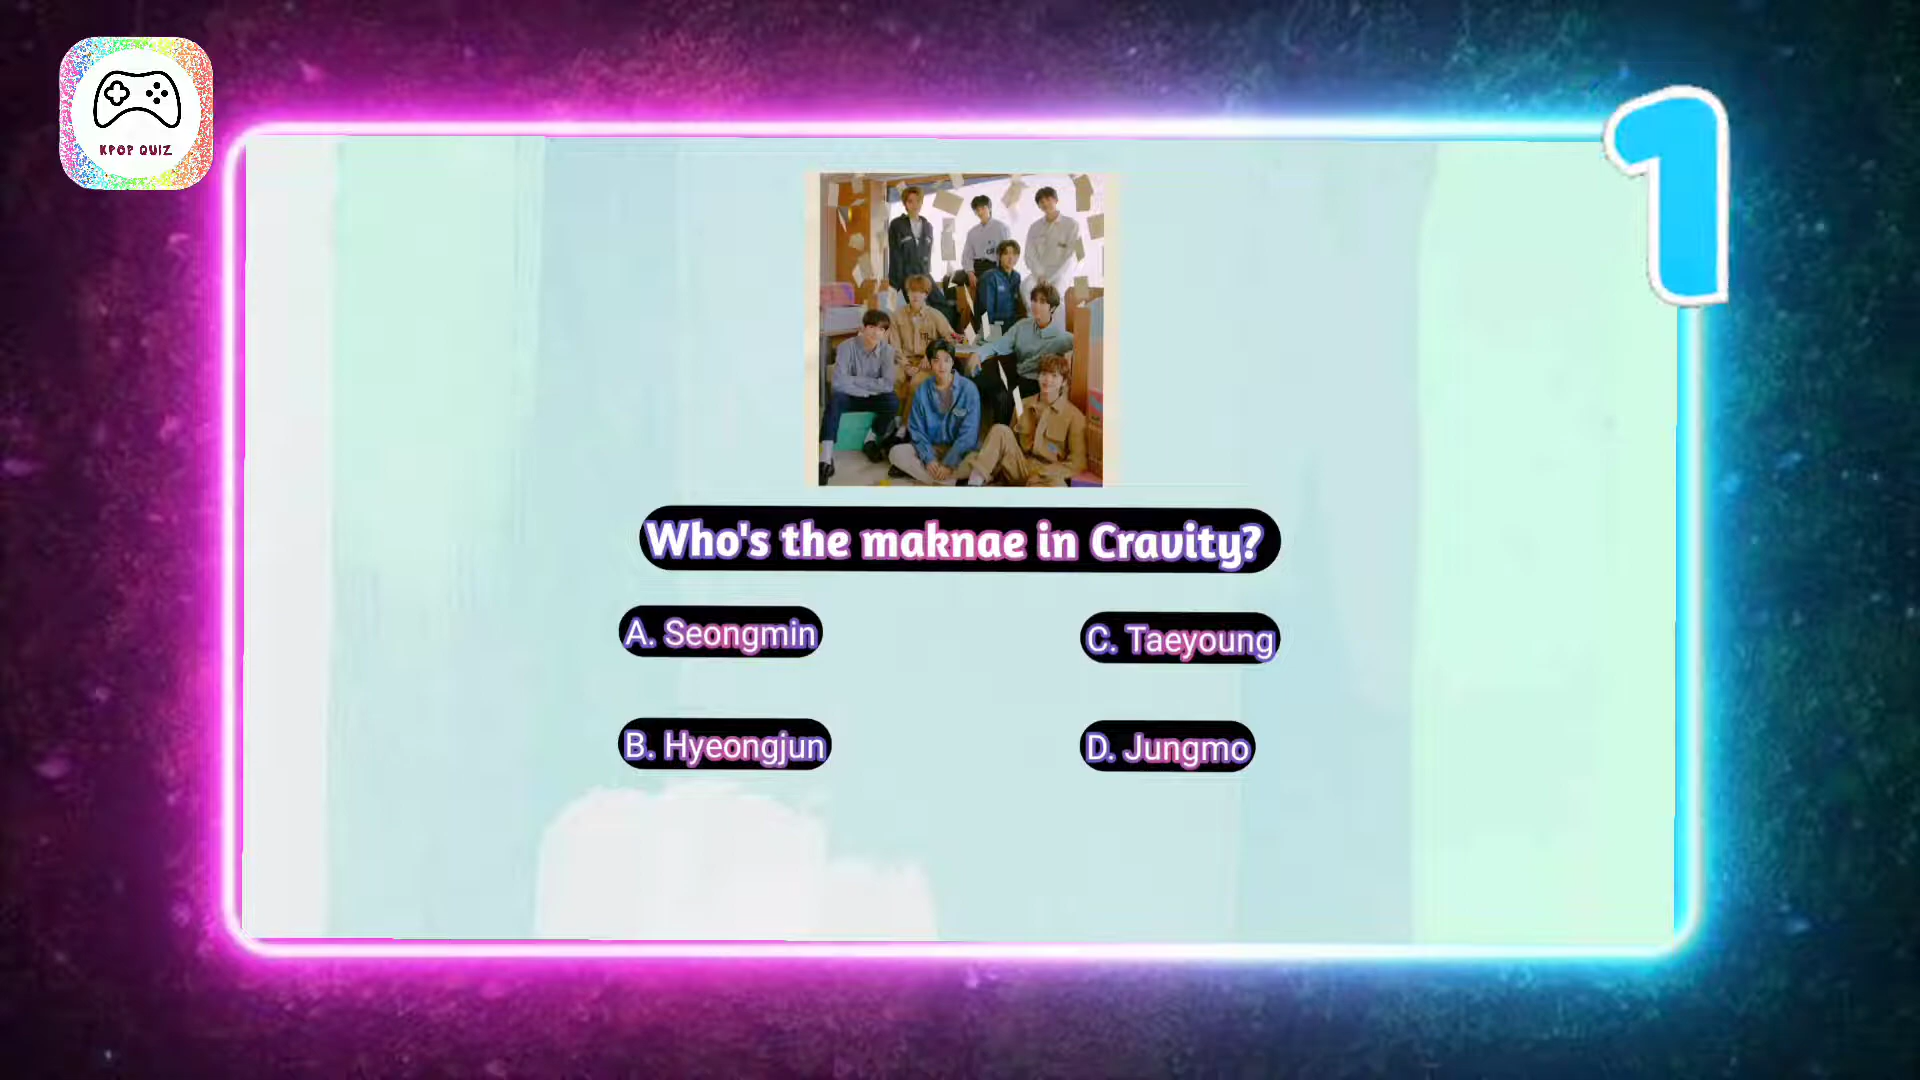 KPOP QUIZ
1
Who's the maknae in Cravity?
A. Seongmin
C. Taeyoung
B. Hyeongjun
D. Jungmo